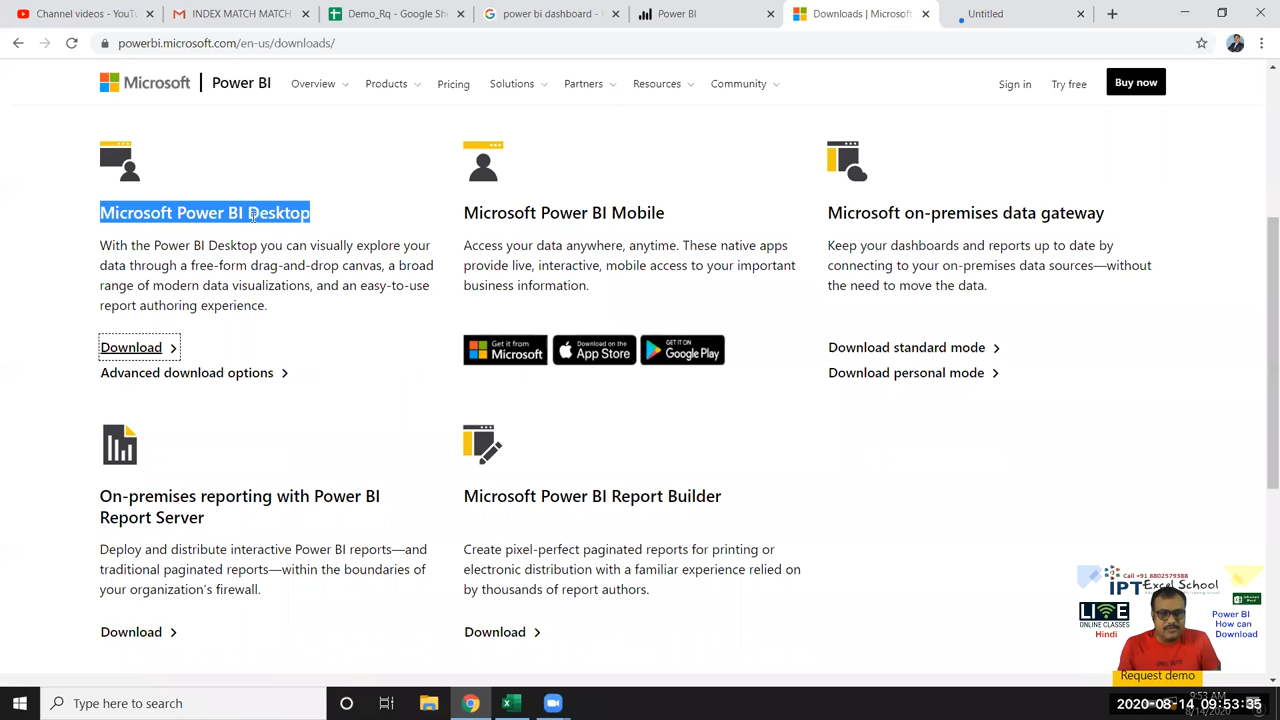 Channel videos - YouTu
INDEX MATCH MATCH
Demo_Rq - Google Sh
power bi dashboard -
Power BI
Downloads | Microsoft
Untitled
powerbi.microsoft.com/en-us/downloads/
Microsoft
Power BI
Overview
Products
Pricing
Solutions
Partners
Resources
Community
Sign in
Try free
Buy now
Microsoft Power BI Desktop
With the Power BI Desktop you can visually explore your
data through a free-form drag-and-drop canvas, a broad
range of modern data visualizations, and an easy-to-use
report authoring experience.
Download
Advanced download options
Microsoft Power BI Mobile
Access your data anywhere, anytime. These native apps
provide live, interactive, mobile access to your important
business information.
Get it from
Microsoft
Download on the
App Store
GET IT ON
Google Play
Microsoft on-premises data gateway
Keep your dashboards and reports up to date by
connecting to your on-premises data sources—without
the need to move the data.
Download standard mode
Download personal mode
On-premises reporting with Power BI
Report Server
Deploy and distribute interactive Power BI reports—and
traditional paginated reports—within the boundaries of
your organization's firewall.
Download
Microsoft Power BI Report Builder
Create pixel-perfect paginated reports for printing or
electronic distribution with a familiar experience relied on
by thousands of report authors.
Download
Call +91 8802579388
IPT Excel School
LIVE
ONLINE CLASSES
Hindi
Power BI
How can
Download
Request demo
Type here to search
9:53 AM
8/14/2020
2020-08-14 09:53:35